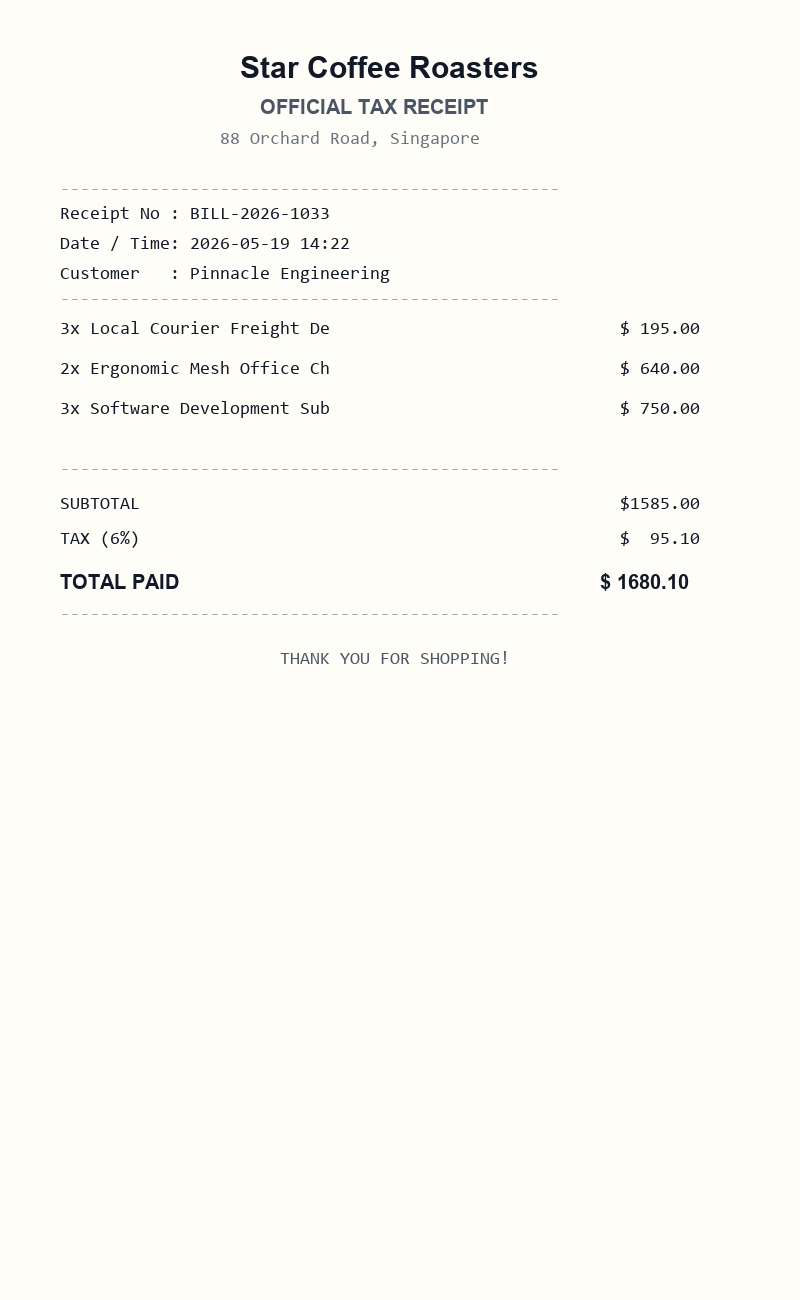 Star Coffee Roasters
OFFICIAL TAX RECEIPT
88 Orchard Road, Singapore
--------------------------------------------------
Receipt No : BILL-2026-1033
Date / Time: 2026-05-19 14:22
Customer   : Pinnacle Engineering
--------------------------------------------------
3x Local Courier Freight De $ 195.00
2x Ergonomic Mesh Office Ch $ 640.00
3x Software Development Sub $ 750.00
--------------------------------------------------
SUBTOTAL $1585.00
TAX (6%) $  95.10
TOTAL PAID $ 1680.10
--------------------------------------------------
THANK YOU FOR SHOPPING!